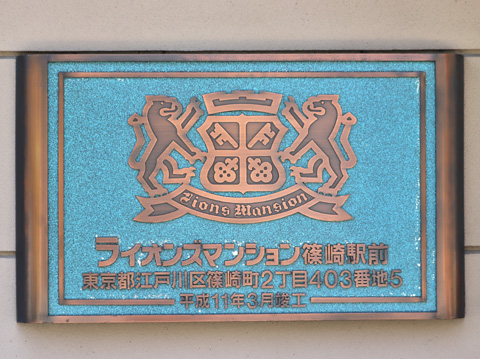 Lions Mansion
ライオンズマンション篠崎駅前
東京都江戸川区篠崎町2丁目403番地5
平成11年3月竣工